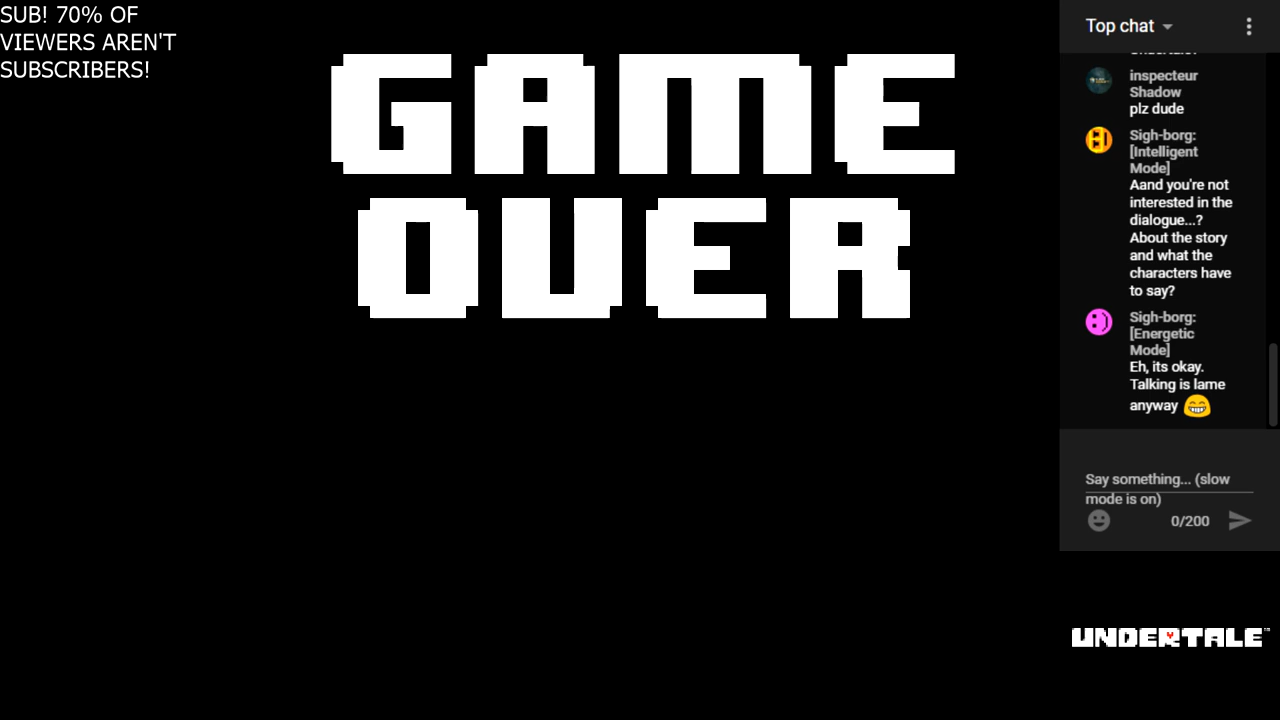 SUB! 70% OF
VIEWERS AREN'T
SUBSCRIBERS!
GAME
OVER
Top chat
inspecteur
Shadow
plz dude
Sigh-borg:
[Intelligent
Mode]
Aand you're not
interested in the
dialogue...?
About the story
and what the
characters have
to say?
Sigh-borg:
[Energetic
Mode]
Eh, its okay.
Talking is lame
anyway 😁
Say something... (slow
mode is on)
0/200
UNDERTALE™